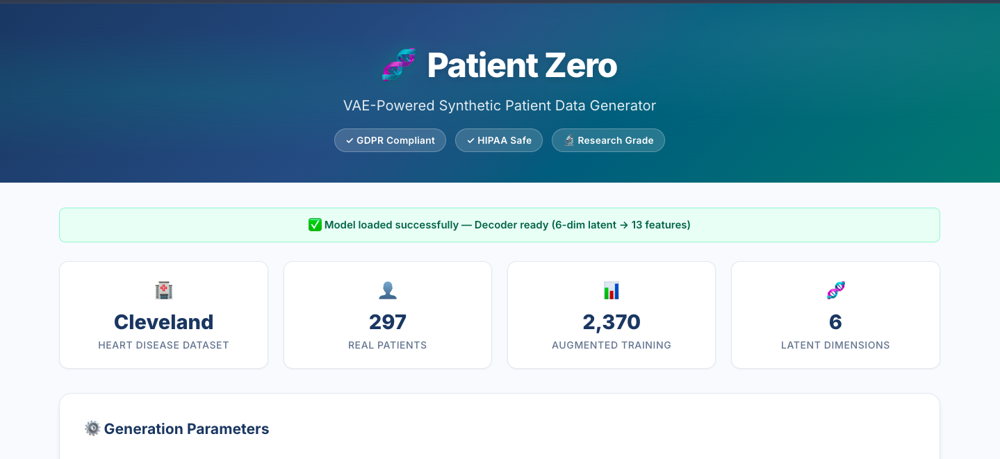 🧬 Patient Zero
VAE-Powered Synthetic Patient Data Generator
✓ GDPR Compliant
✓ HIPAA Safe
🔬 Research Grade
✅ Model loaded successfully — Decoder ready (6-dim latent → 13 features)
🏥
Cleveland
HEART DISEASE DATASET
👤
297
REAL PATIENTS
📊
2,370
AUGMENTED TRAINING
🧬
6
LATENT DIMENSIONS
⚙️ Generation Parameters